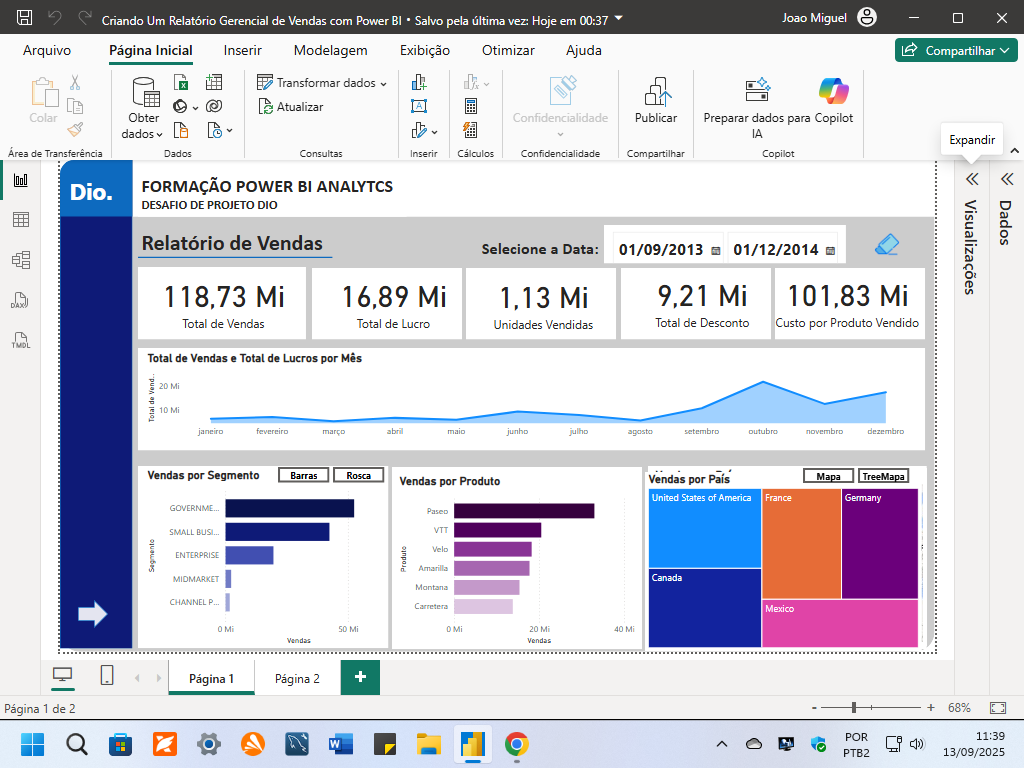 Criando Um Relatório Gerencial de Vendas com Power BI • Salvo pela última vez: Hoje em 00:37
Joao Miguel
Arquivo Página Inicial Inserir Modelagem Exibição Otimizar Ajuda
Compartilhar
Colar
Obter dados
Transformar dados
Atualizar
Confidencialidade
Publicar
Preparar dados para IA
Copilot
Expandir
Área de Transferência Dados Consultas Inserir Cálculos Confidencialidade Compartilhar Copilot
DAX
TMDL
Visualizações
Dados
Dio.
FORMAÇÃO POWER BI ANALYTCS
DESAFIO DE PROJETO DIO
Relatório de Vendas
Selecione a Data:
01/09/2013
01/12/2014
118,73 Mi
Total de Vendas
16,89 Mi
Total de Lucro
1,13 Mi
Unidades Vendidas
9,21 Mi
Total de Desconto
101,83 Mi
Custo por Produto Vendido
Total de Vendas e Total de Lucros por Mês
Total de Vend...
20 Mi
10 Mi
janeiro fevereiro março abril maio junho julho agosto setembro outubro novembro dezembro
Vendas por Segmento
Barras
Rosca
Segmento
GOVERNME...
SMALL BUSI...
ENTERPRISE
MIDMARKET
CHANNEL P...
0 Mi 50 Mi
Vendas
Vendas por Produto
Produto
Paseo
VTT
Velo
Amarilla
Montana
Carretera
0 Mi 20 Mi 40 Mi
Vendas
Vendas por País
Mapa
TreeMapa
United States of America
France
Germany
Canada
Mexico
Página 1
Página 2
+
Página 1 de 2
- + 68%
POR
PTB2
11:39
13/09/2025